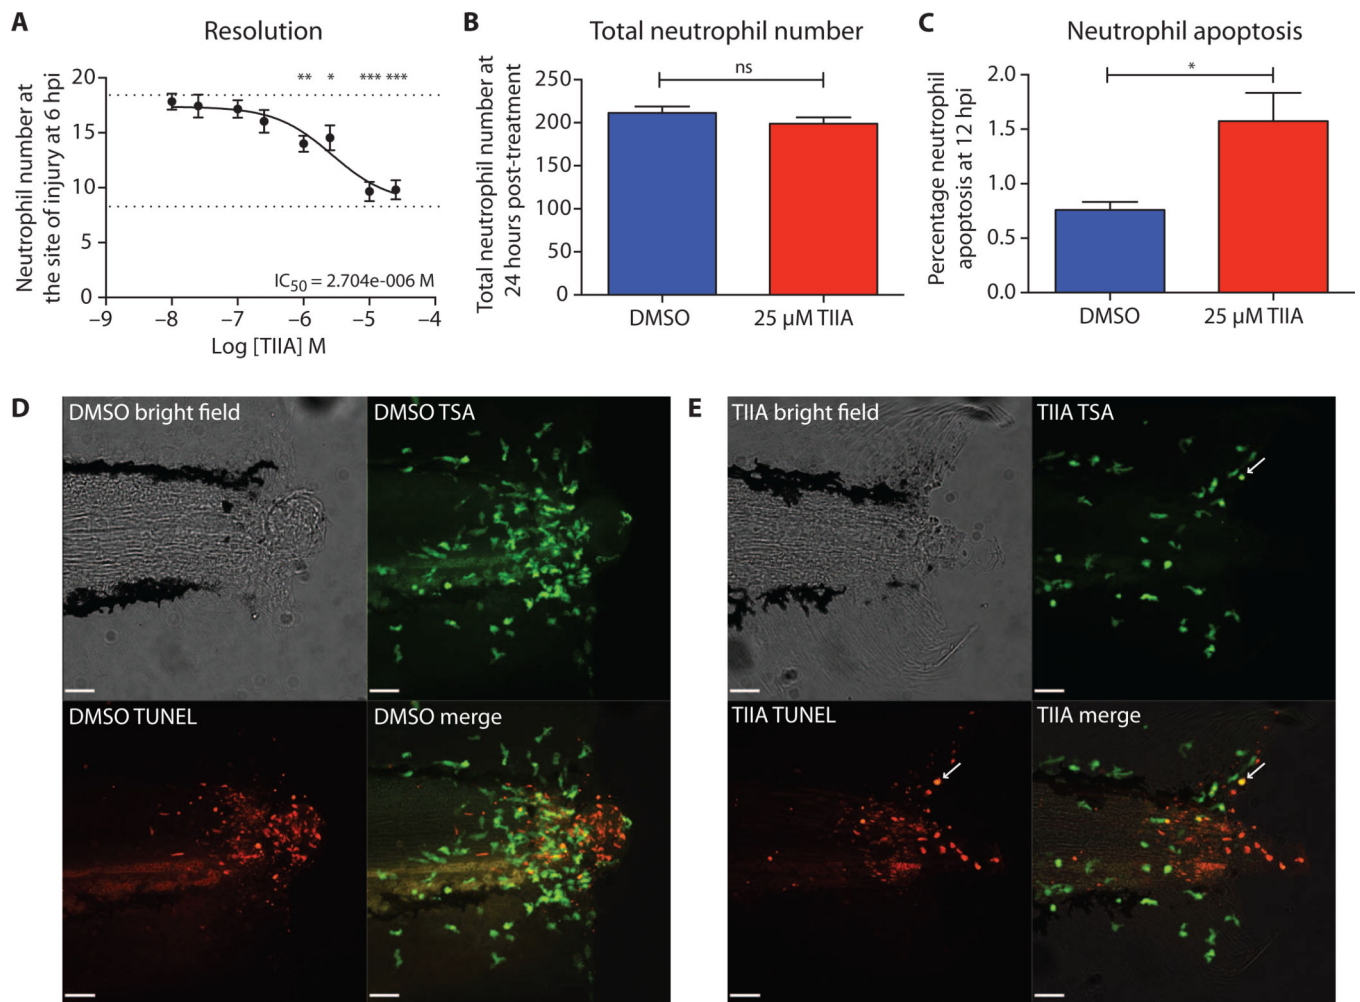 A
Resolution
Neutrophil number at
the site of injury at 6 hpi
20
15
10
5
0
** * *** ***
IC50 = 2.704e-006 M
–9 –8 –7 –6 –5 –4
Log [TIIA] M
B
Total neutrophil number
Total neutrophil number at
24 hours post-treatment
250
200
150
100
50
0
ns
DMSO 25 µM TIIA
C
Neutrophil apoptosis
Percentage neutrophil
apoptosis at 12 hpi
2.0
1.5
1.0
0.5
0.0
*
DMSO 25 µM TIIA
D
DMSO bright field
DMSO TSA
DMSO TUNEL
DMSO merge
E
TIIA bright field
TIIA TSA
TIIA TUNEL
TIIA merge